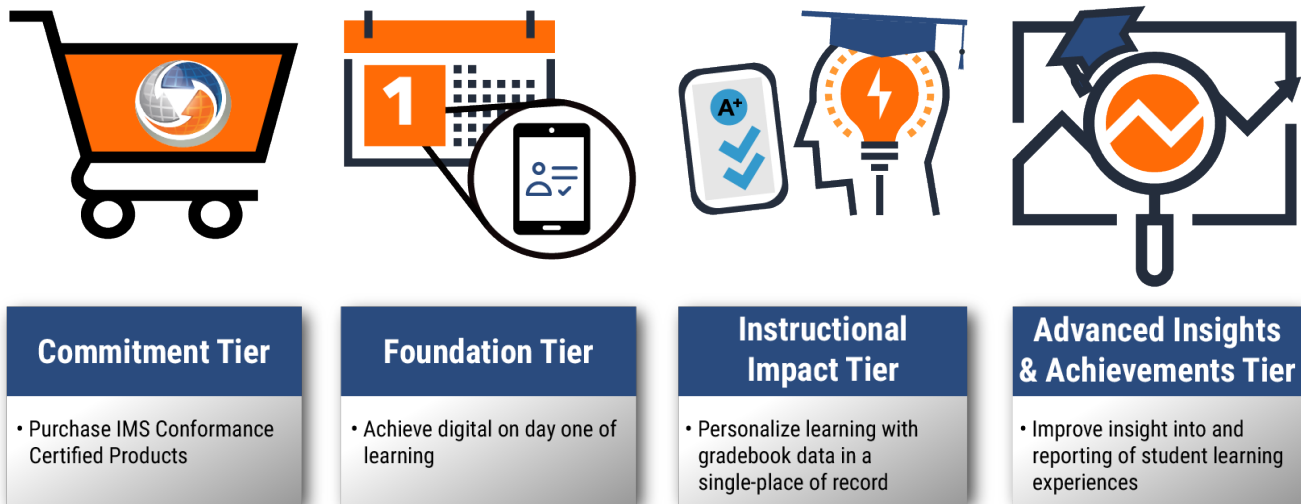 1
A+
Commitment Tier
• Purchase IMS Conformance
Certified Products
Foundation Tier
• Achieve digital on day one of
learning
Instructional
Impact Tier
• Personalize learning with
gradebook data in a
single-place of record
Advanced Insights
& Achievements Tier
• Improve insight into and
reporting of student learning
experiences